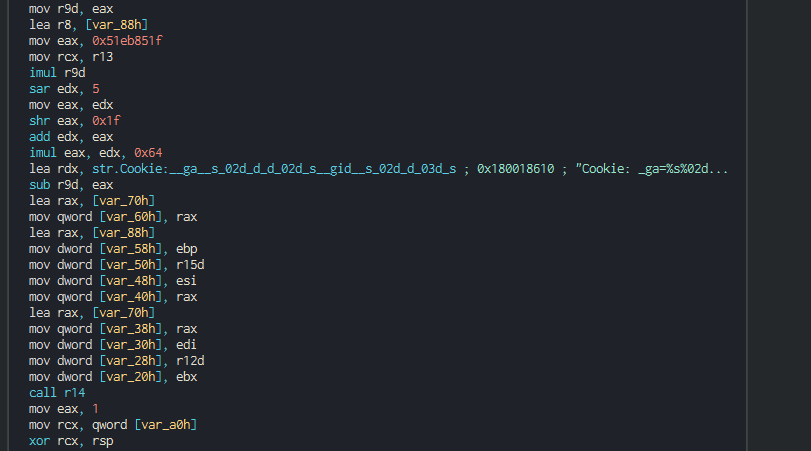 mov r9d, eax
lea r8, [var_88h]
mov eax, 0x51eb851f
mov rcx, r13
imul r9d
sar edx, 5
mov eax, edx
shr eax, 0x1f
add edx, eax
imul eax, edx, 0x64
lea rdx, str.Cookie:__ga__s_02d_d_d_02d_s__gid__s_02d_d_03d_s ; 0x180018610 ; "Cookie: _ga=%s%02d...
sub r9d, eax
lea rax, [var_70h]
mov qword [var_60h], rax
lea rax, [var_88h]
mov dword [var_58h], ebp
mov dword [var_50h], r15d
mov dword [var_48h], esi
mov qword [var_40h], rax
lea rax, [var_70h]
mov qword [var_38h], rax
mov dword [var_30h], edi
mov dword [var_28h], r12d
mov dword [var_20h], ebx
call r14
mov eax, 1
mov rcx, qword [var_a0h]
xor rcx, rsp